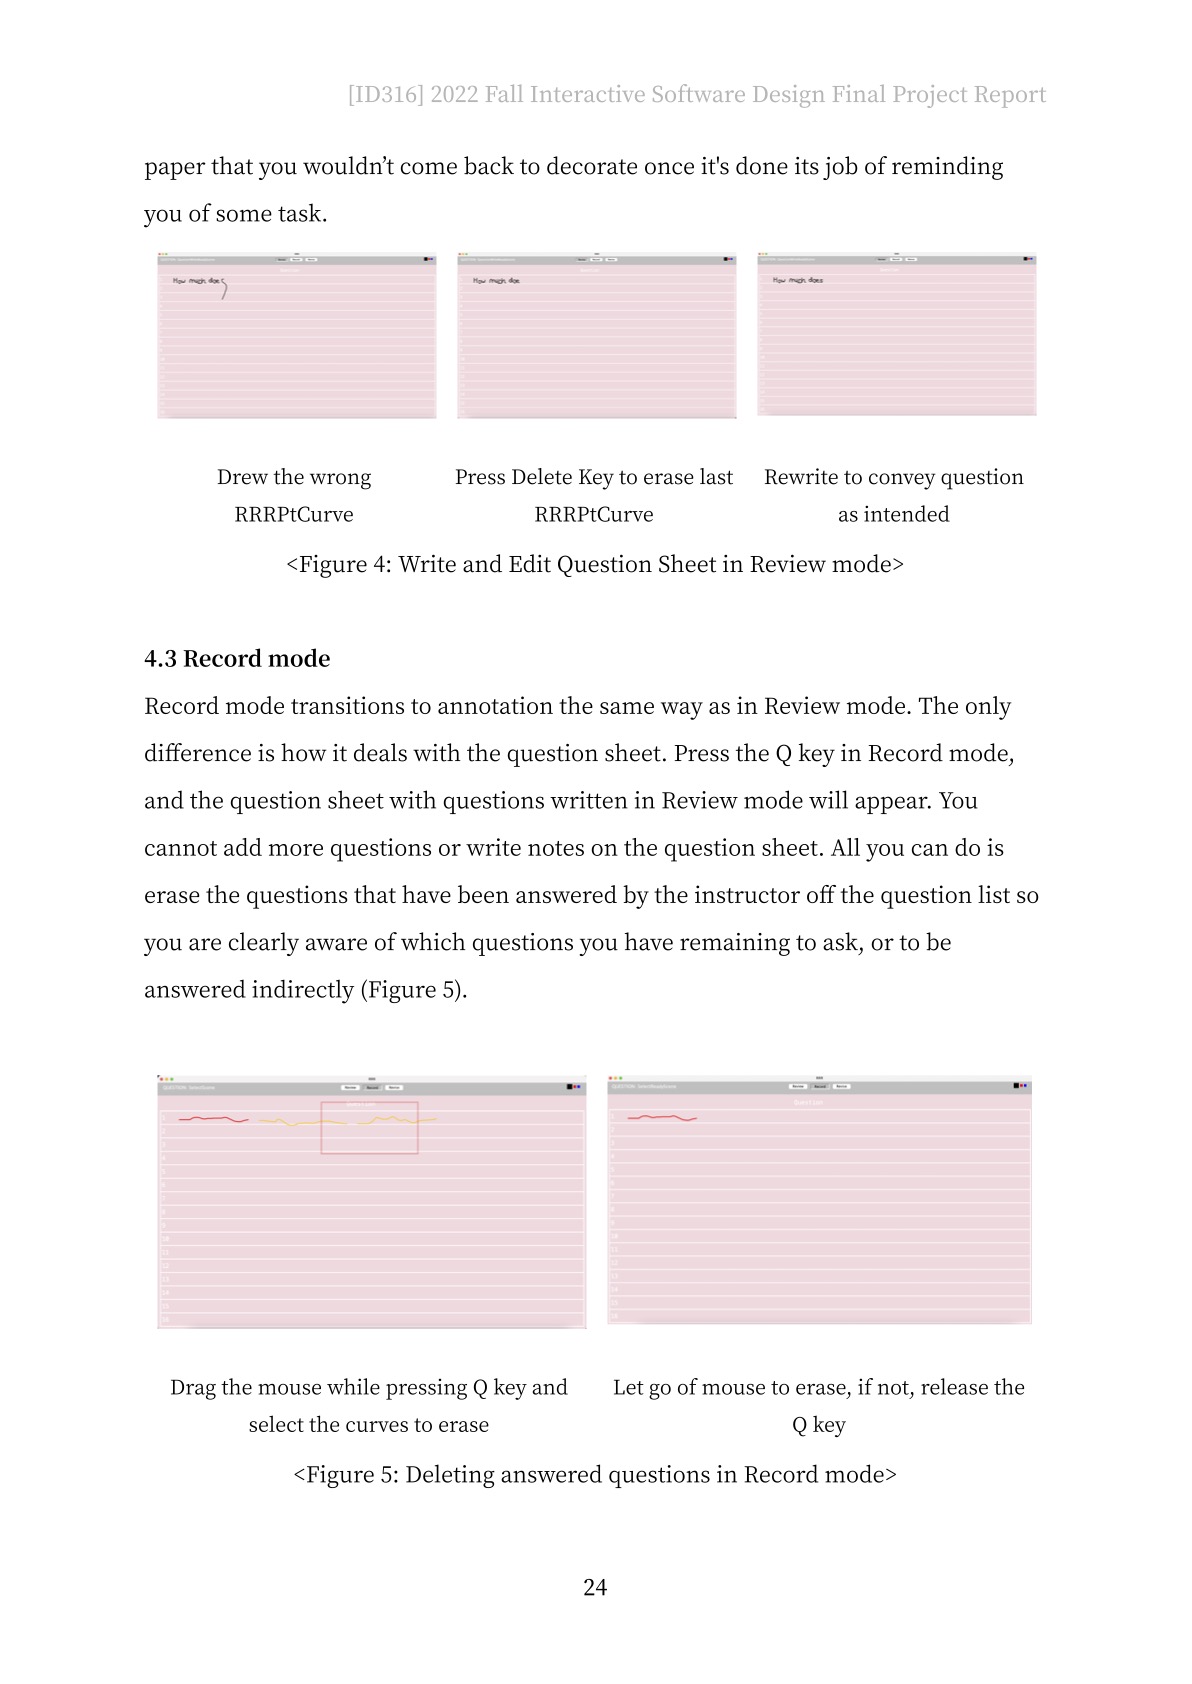 [ID316] 2022 Fall Interactive Software Design Final Project Report
paper that you wouldn’t come back to decorate once it's done its job of reminding
you of some task.
How much does
How much doe
How much does
Drew the wrong
RRRPtCurve
Press Delete Key to erase last
RRRPtCurve
Rewrite to convey question
as intended
<Figure 4: Write and Edit Question Sheet in Review mode>
4.3 Record mode
Record mode transitions to annotation the same way as in Review mode. The only
difference is how it deals with the question sheet. Press the Q key in Record mode,
and the question sheet with questions written in Review mode will appear. You
cannot add more questions or write notes on the question sheet. All you can do is
erase the questions that have been answered by the instructor off the question list so
you are clearly aware of which questions you have remaining to ask, or to be
answered indirectly (Figure 5).
Review Record Revise
Question
Review Record Revise
Drag the mouse while pressing Q key and
select the curves to erase
Let go of mouse to erase, if not, release the
Q key
<Figure 5: Deleting answered questions in Record mode>
24